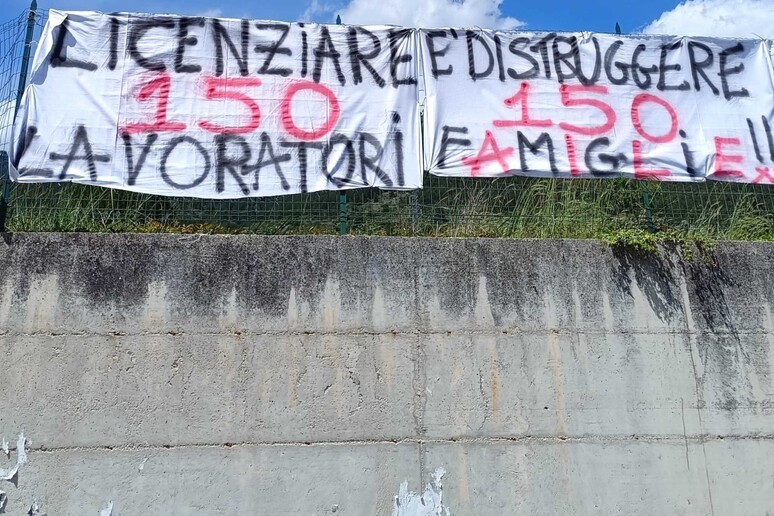 LICENZiARE
150
LAVORATORi
E' DISTRUGGERE
150
FAMIGLiE!!